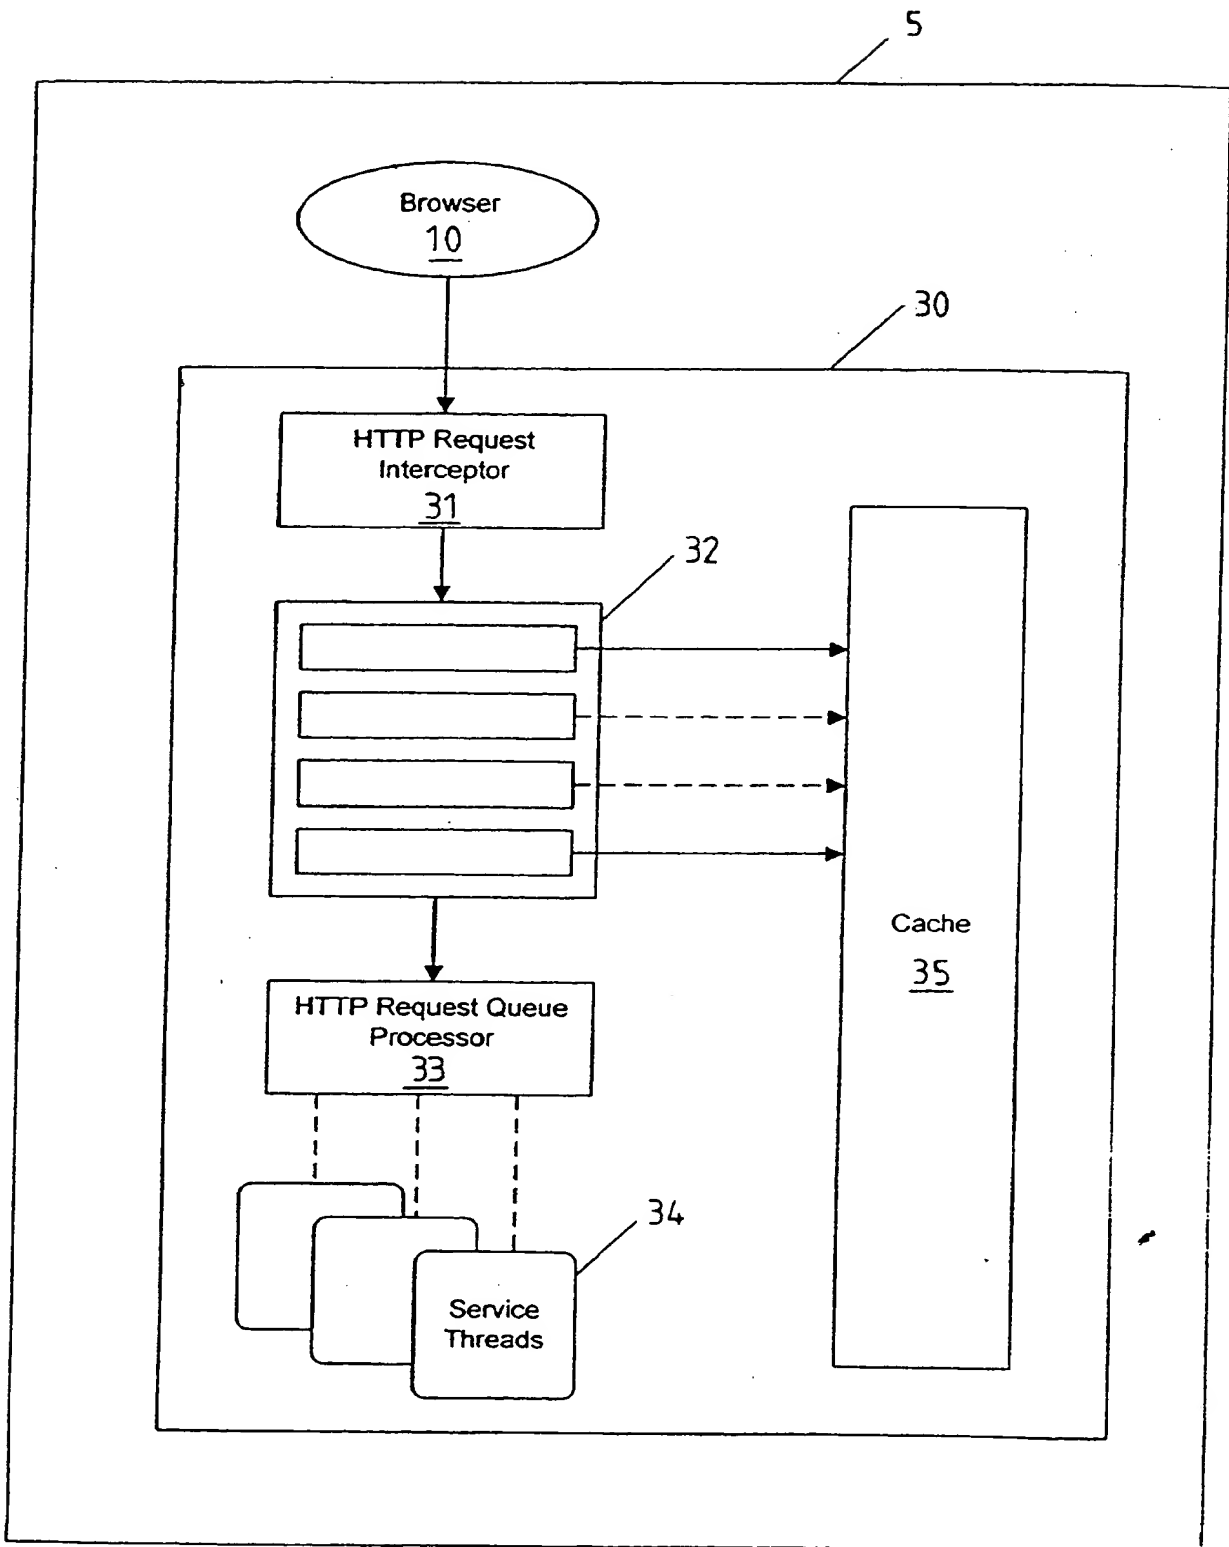 5
Browser
10
30
HTTP Request
Interceptor
31
32
Cache
35
HTTP Request Queue
Processor
33
34
Service
Threads